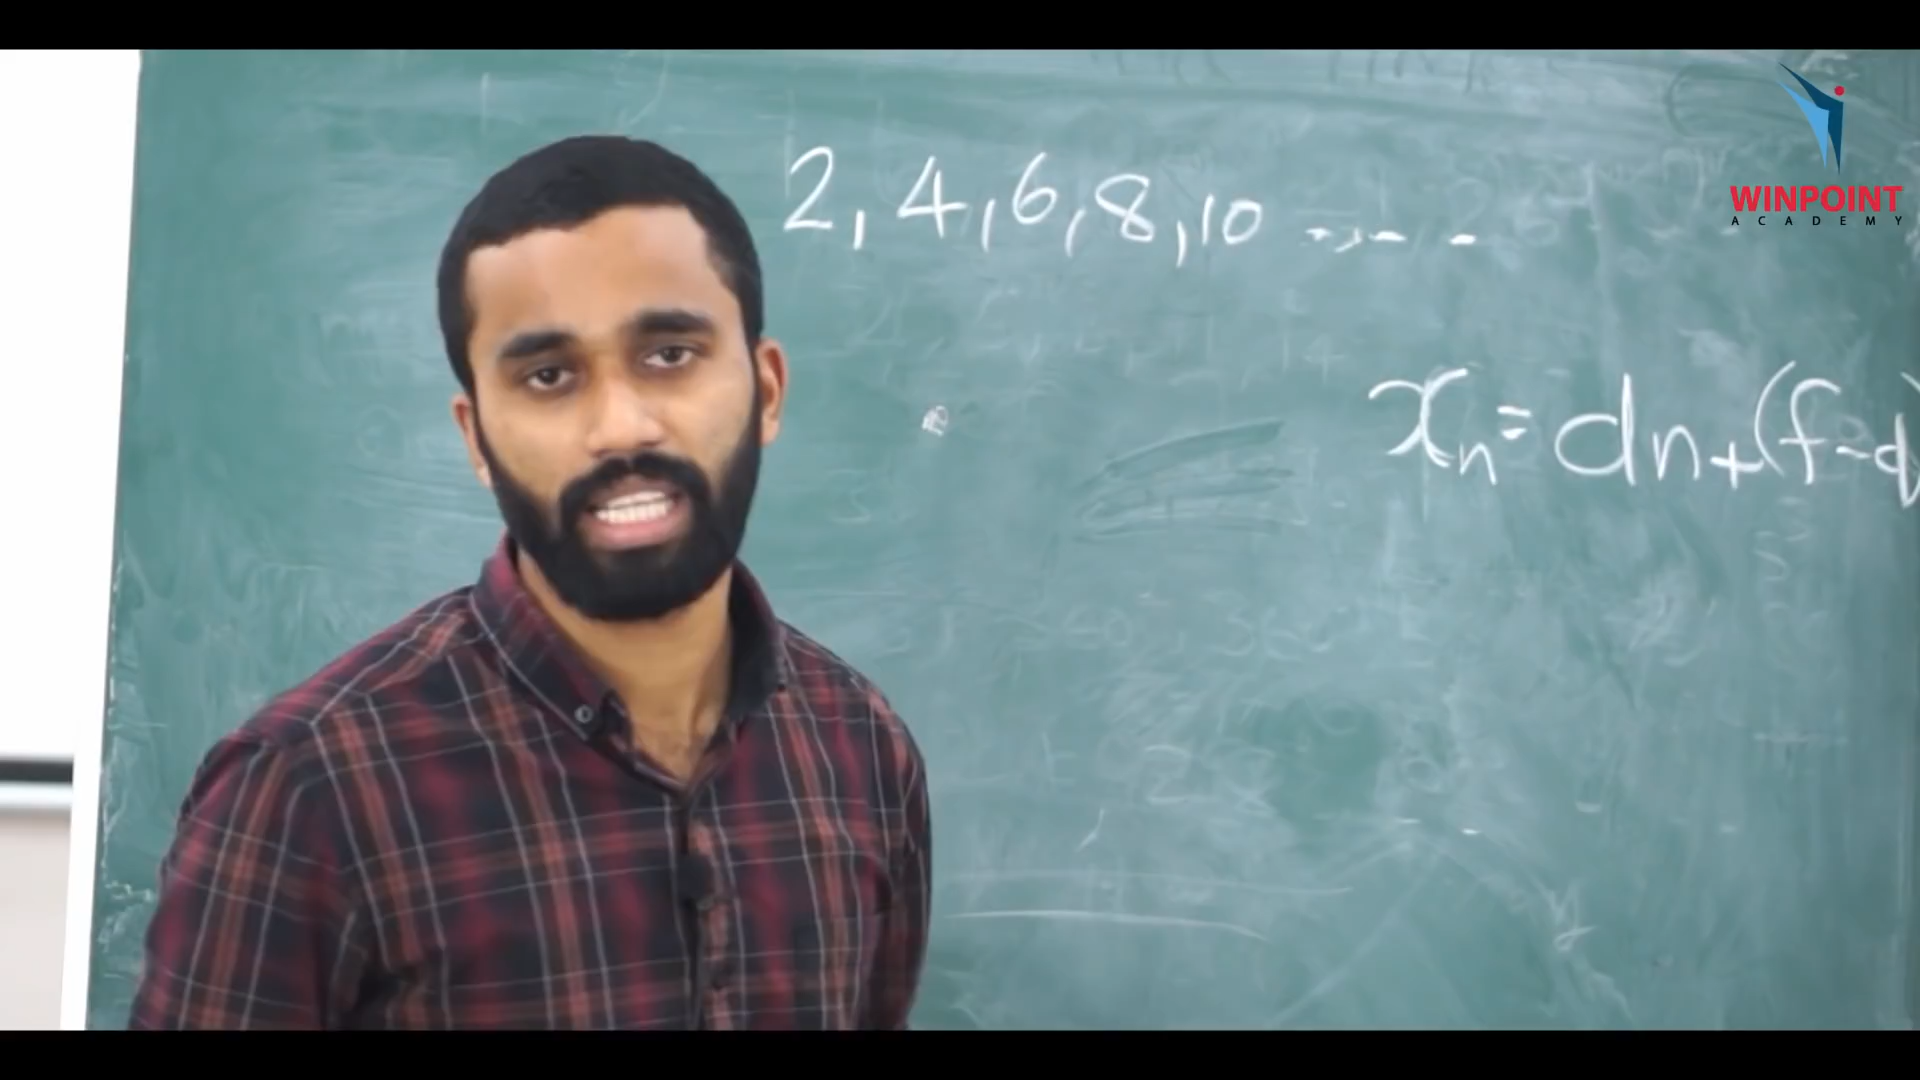 2, 4, 6, 8, 10 ----
xn = dn + (f-d)
WINPOINT
ACADEMY